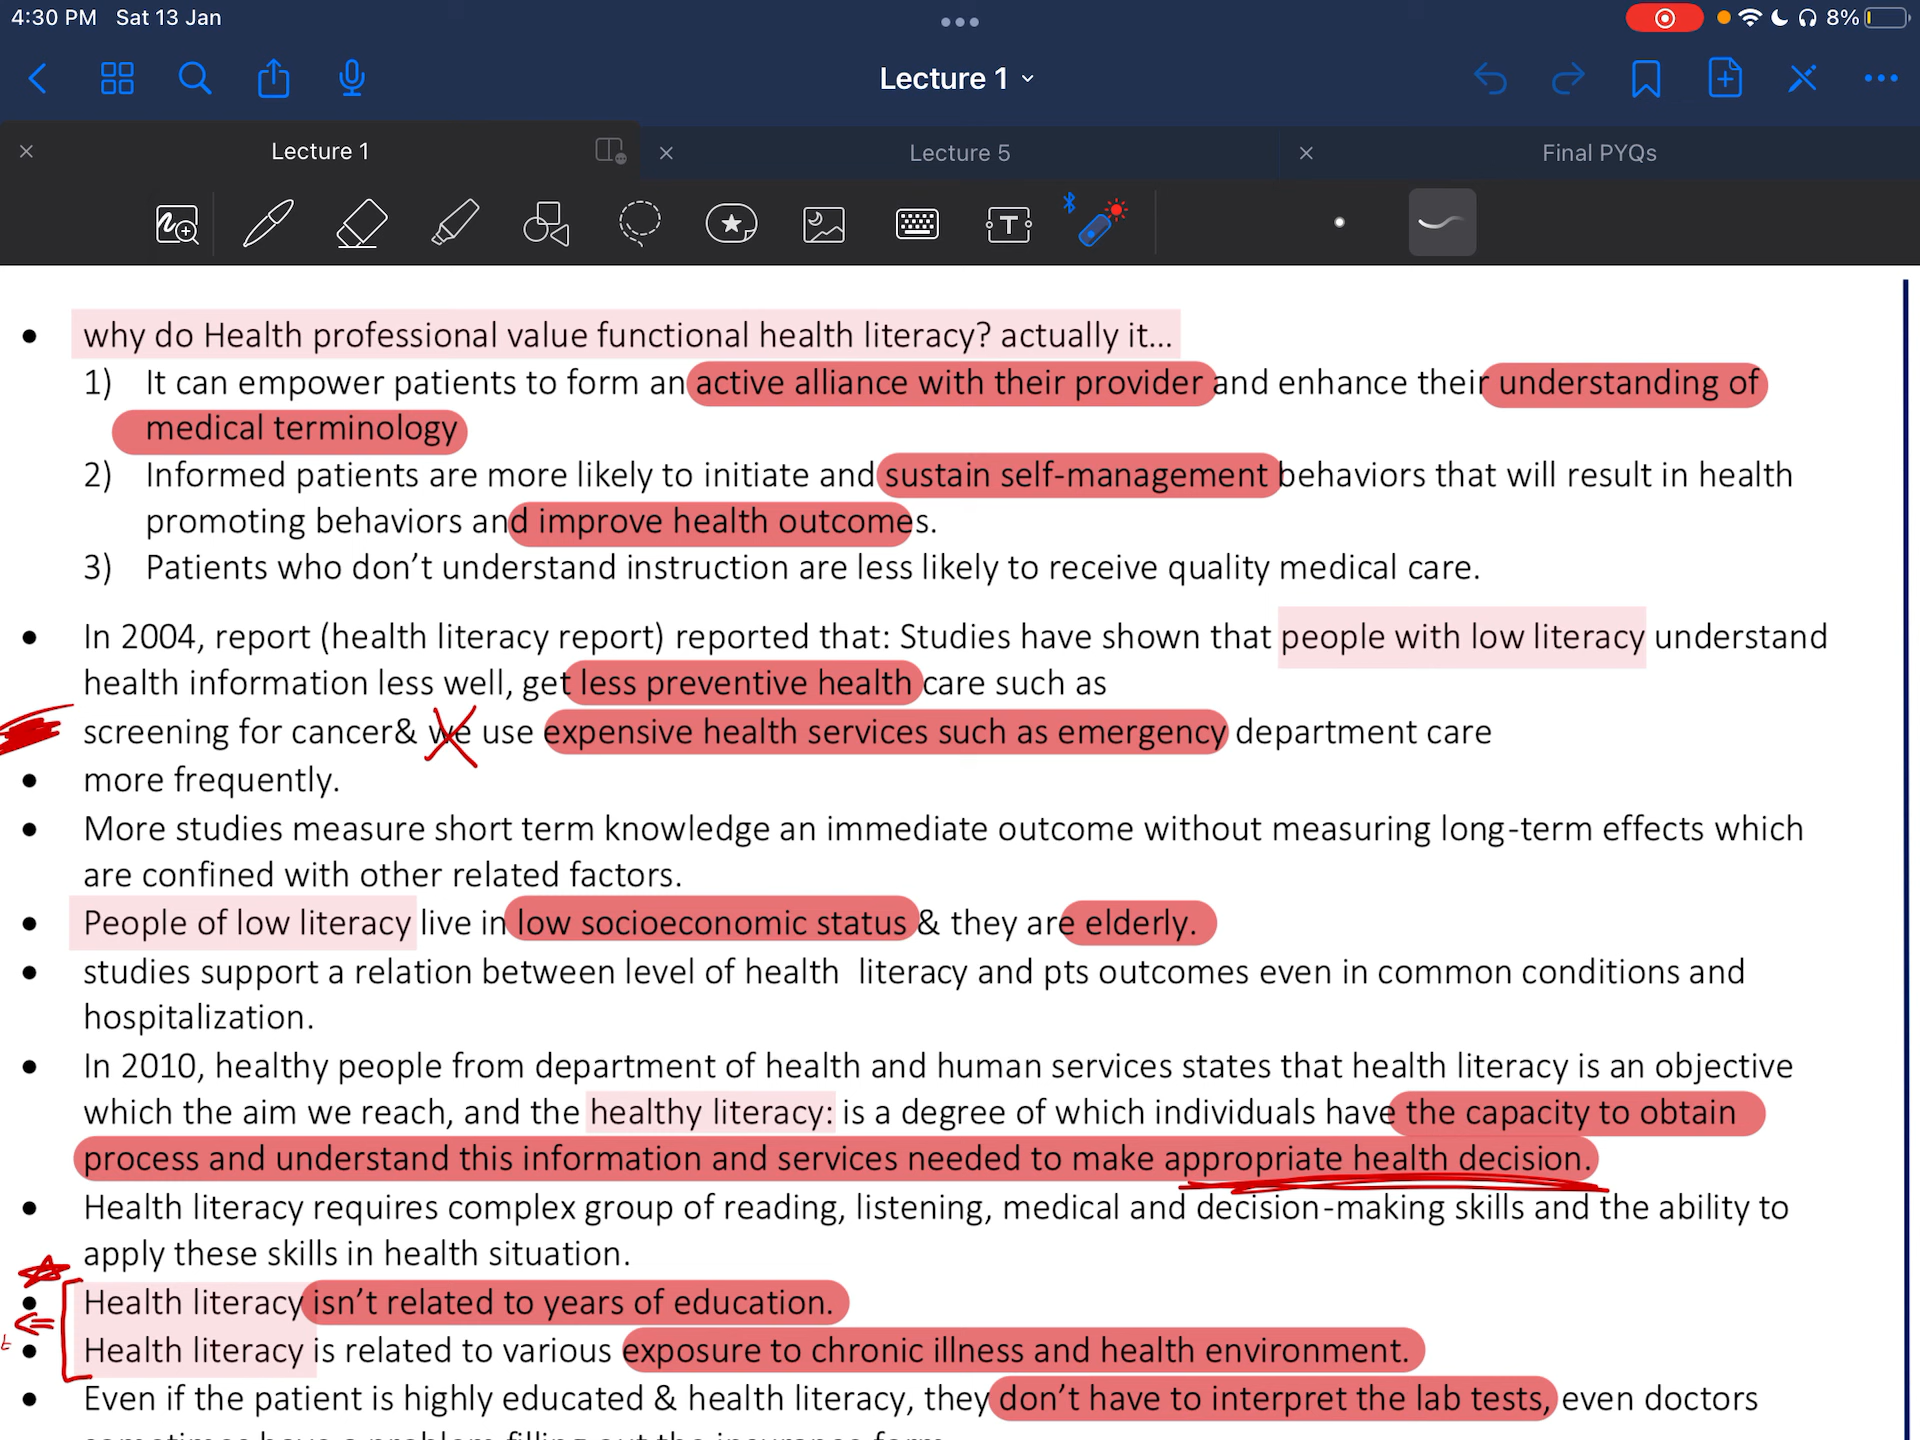 4:30 PM Sat 13 Jan
8%
Lecture 1
Lecture 1
Lecture 5
Final PYQs
• why do Health professional value functional health literacy? actually it...
1) It can empower patients to form an active alliance with their provider and enhance their understanding of
medical terminology
2) Informed patients are more likely to initiate and sustain self-management behaviors that will result in health
promoting behaviors and improve health outcomes.
3) Patients who don’t understand instruction are less likely to receive quality medical care.
• In 2004, report (health literacy report) reported that: Studies have shown that people with low literacy understand
health information less well, get less preventive health care such as
screening for cancer& we use expensive health services such as emergency department care
• more frequently.
• More studies measure short term knowledge an immediate outcome without measuring long-term effects which
are confined with other related factors.
• People of low literacy live in low socioeconomic status & they are elderly.
• studies support a relation between level of health literacy and pts outcomes even in common conditions and
hospitalization.
• In 2010, healthy people from department of health and human services states that health literacy is an objective
which the aim we reach, and the healthy literacy: is a degree of which individuals have the capacity to obtain
process and understand this information and services needed to make appropriate health decision.
• Health literacy requires complex group of reading, listening, medical and decision-making skills and the ability to
apply these skills in health situation.
• Health literacy isn’t related to years of education.
• Health literacy is related to various exposure to chronic illness and health environment.
• Even if the patient is highly educated & health literacy, they don’t have to interpret the lab tests, even doctors